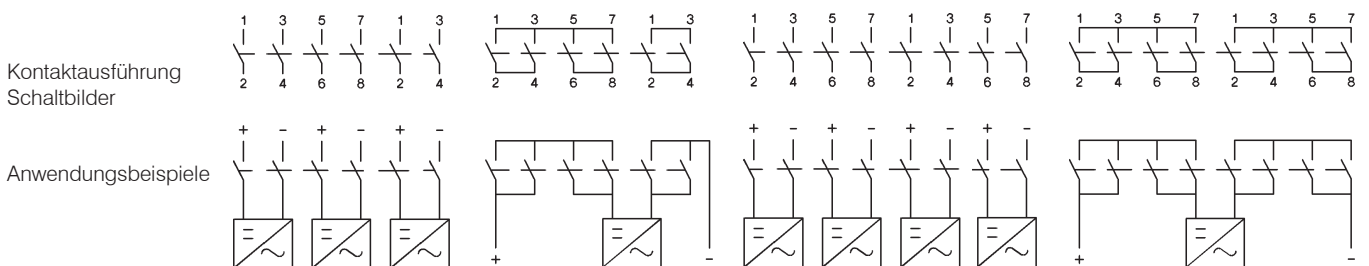 1 3 5 7 1 3 1 3 5 7 1 3 1 3 5 7 1 3 5 7 1 3 5 7 1 3 5 7
Kontaktausführung
Schaltbilder
2 4 6 8 2 4 2 4 6 8 2 4 2 4 6 8 2 4 6 8 2 4 6 8 2 4 6 8
+ - + - + - + - + - + - + -
Anwendungsbeispiele
= ~ = ~ = ~ = ~ = ~ = ~ = ~ = ~ = ~
+ - + -